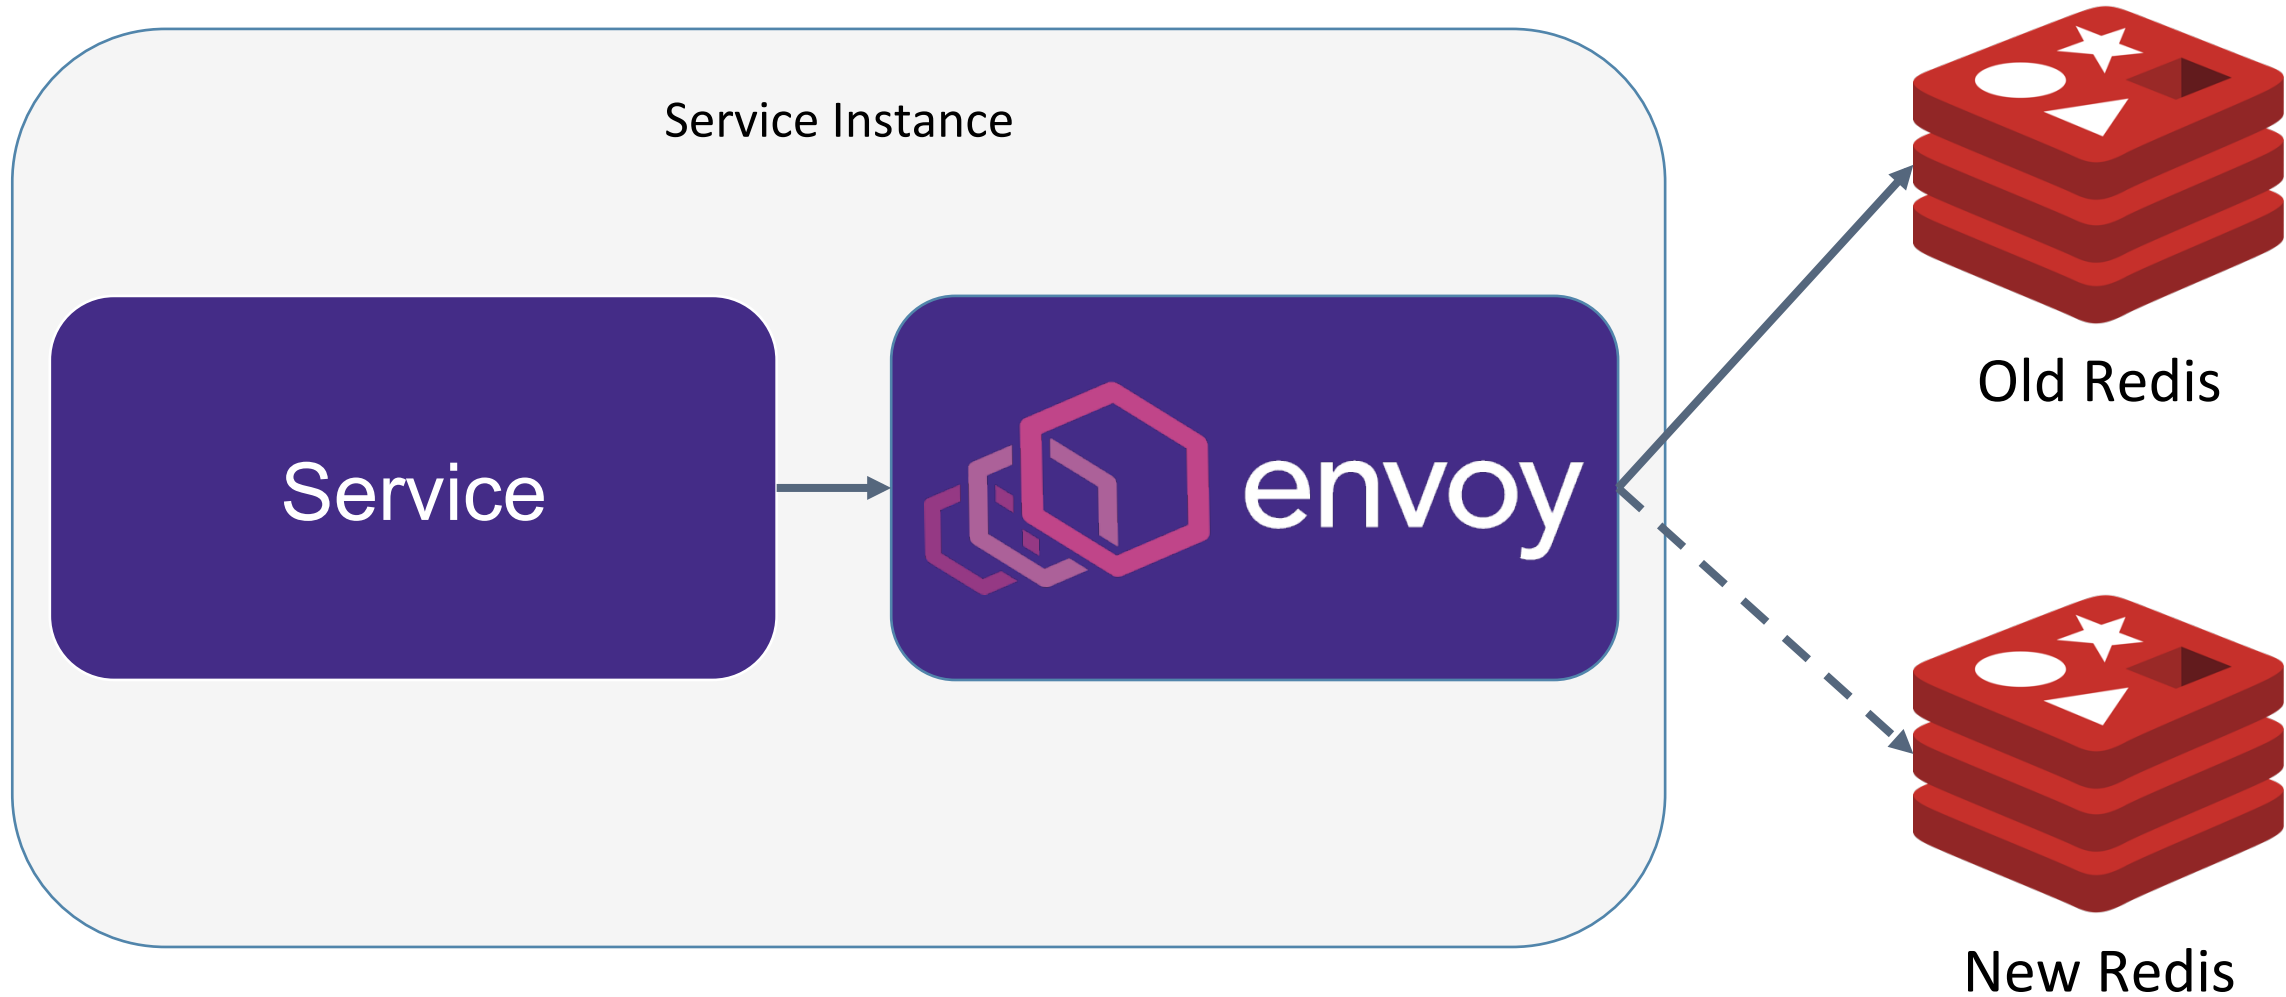 Service Instance
Service
envoy
Old Redis
New Redis